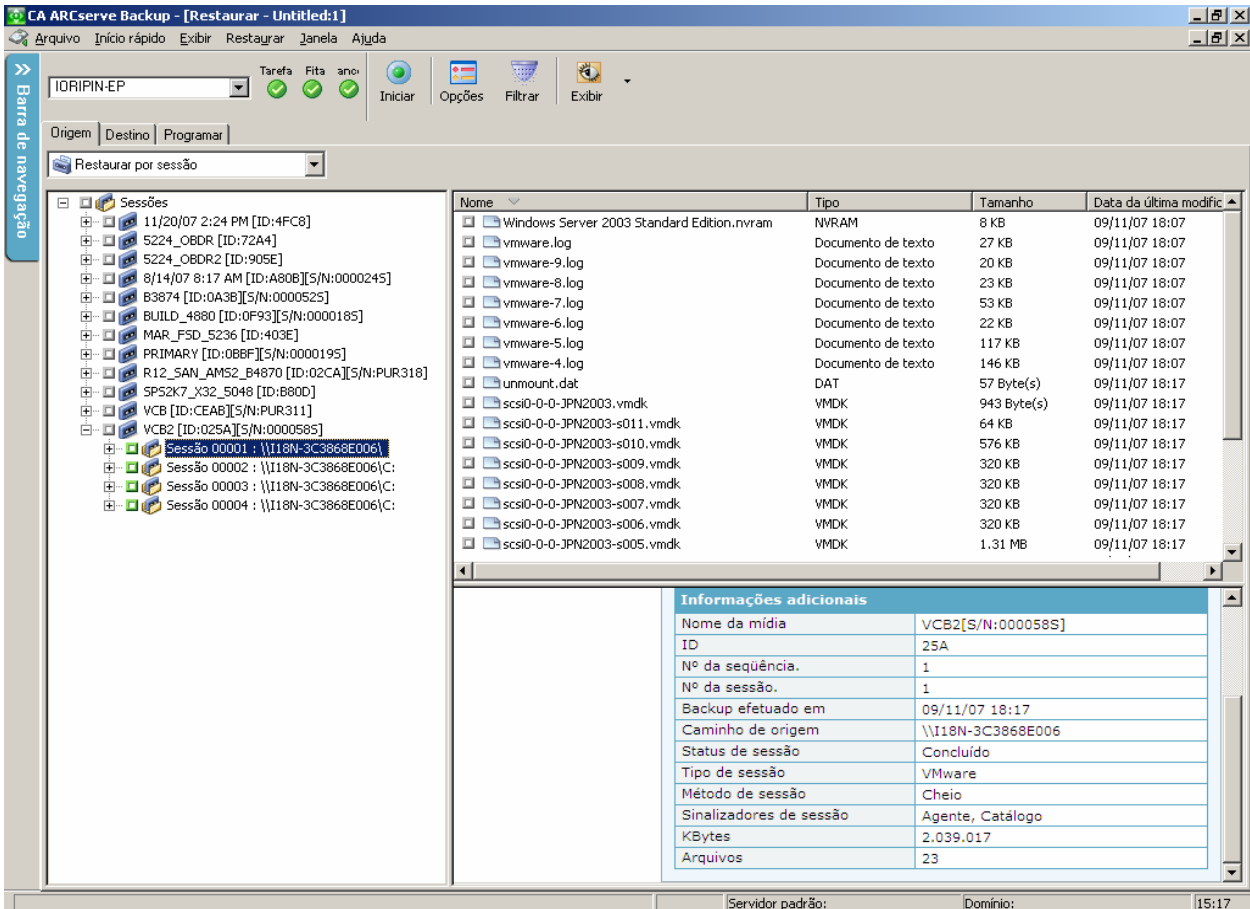 CA ARCserve Backup - [Restaurar - Untitled:1]
Arquivo Início rápido Exibir Restaurar Janela Ajuda
Barra de navegação
IORIPIN-EP
Tarefa Fita anc
Iniciar Opções Filtrar Exibir
Origem Destino Programar
Restaurar por sessão
Sessões
11/20/07 2:24 PM [ID:4FC8]
5224_OBDR [ID:72A4]
5224_OBDR2 [ID:905E]
8/14/07 8:17 AM [ID:A80B][S/N:000024S]
B3874 [ID:0A3B][S/N:000052S]
BUILD_4880 [ID:0F93][S/N:000018S]
MAR_FSD_5236 [ID:403E]
PRIMARY [ID:0BBF][S/N:000019S]
R12_SAN_AMS2_B4870 [ID:02CA][S/N:PUR318]
SPS2K7_X32_5048 [ID:B80D]
VCB [ID:CEAB][S/N:PUR311]
VCB2 [ID:025A][S/N:000058S]
Sessão 00001 : \\I18N-3C3868E006\
Sessão 00002 : \\I18N-3C3868E006\C:
Sessão 00003 : \\I18N-3C3868E006\C:
Sessão 00004 : \\I18N-3C3868E006\C:
Nome Tipo Tamanho Data da última modific
Windows Server 2003 Standard Edition.nvram NVRAM 8 KB 09/11/07 18:07
vmware.log Documento de texto 27 KB 09/11/07 18:07
vmware-9.log Documento de texto 20 KB 09/11/07 18:07
vmware-8.log Documento de texto 23 KB 09/11/07 18:07
vmware-7.log Documento de texto 53 KB 09/11/07 18:07
vmware-6.log Documento de texto 22 KB 09/11/07 18:07
vmware-5.log Documento de texto 117 KB 09/11/07 18:07
vmware-4.log Documento de texto 146 KB 09/11/07 18:07
unmount.dat DAT 57 Byte(s) 09/11/07 18:17
scsi0-0-0-JPN2003.vmdk VMDK 943 Byte(s) 09/11/07 18:17
scsi0-0-0-JPN2003-s011.vmdk VMDK 64 KB 09/11/07 18:17
scsi0-0-0-JPN2003-s010.vmdk VMDK 576 KB 09/11/07 18:17
scsi0-0-0-JPN2003-s009.vmdk VMDK 320 KB 09/11/07 18:17
scsi0-0-0-JPN2003-s008.vmdk VMDK 320 KB 09/11/07 18:17
scsi0-0-0-JPN2003-s007.vmdk VMDK 320 KB 09/11/07 18:17
scsi0-0-0-JPN2003-s006.vmdk VMDK 320 KB 09/11/07 18:17
scsi0-0-0-JPN2003-s005.vmdk VMDK 1.31 MB 09/11/07 18:17
Informações adicionais
Nome da mídia VCB2[S/N:000058S]
ID 25A
Nº da seqüência. 1
Nº da sessão. 1
Backup efetuado em 09/11/07 18:17
Caminho de origem \\I18N-3C3868E006
Status de sessão Concluído
Tipo de sessão VMware
Método de sessão Cheio
Sinalizadores de sessão Agente, Catálogo
KBytes 2.039.017
Arquivos 23
Servidor padrão: Domínio: 15:17